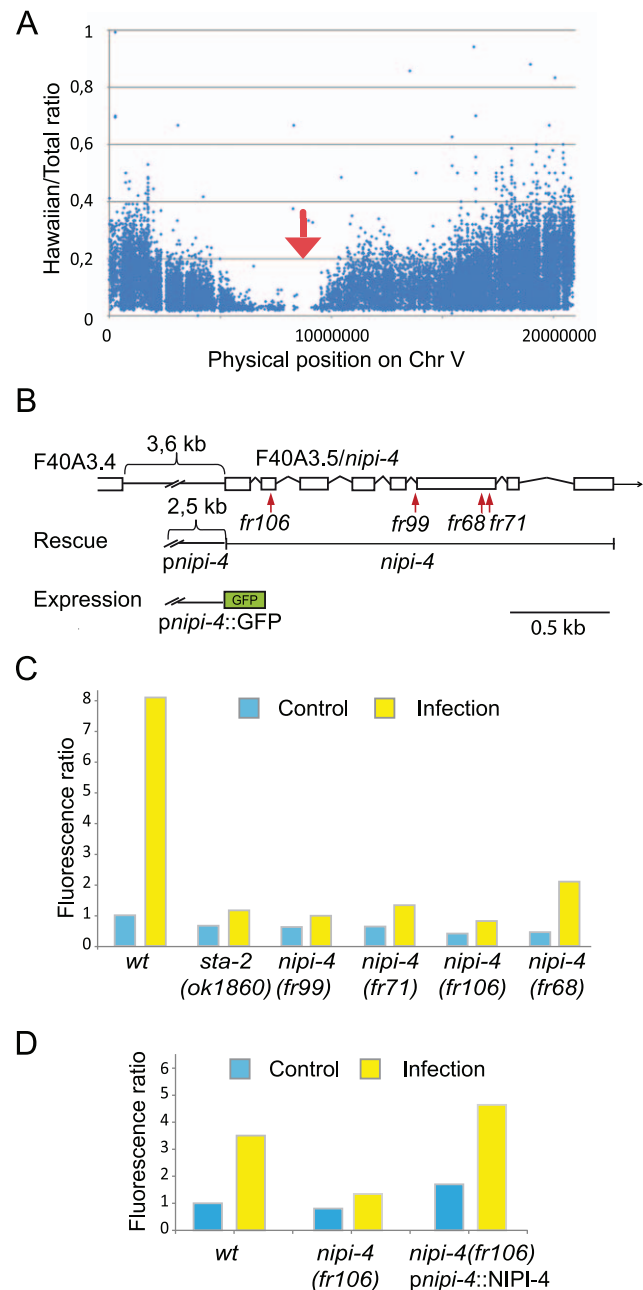 A
Hawaiian/Total ratio
1
0,8
0,6
0,4
0,2
0
0
10000000
20000000
Physical position on Chr V
B
3,6 kb
F40A3.4
F40A3.5/nipi-4
2,5 kb
fr106
fr99
fr68
fr71
Rescue
pnipi-4
nipi-4
Expression
GFP
pnipi-4::GFP
0.5 kb
C
Control
Infection
Fluorescence ratio
8
7
6
5
4
3
2
1
0
wt
sta-2 (ok1860)
nipi-4 (fr99)
nipi-4 (fr71)
nipi-4 (fr106)
nipi-4 (fr68)
D
Control
Infection
Fluorescence ratio
6
5
4
3
2
1
0
wt
nipi-4 (fr106)
nipi-4(fr106)
pnipi-4::NIPI-4